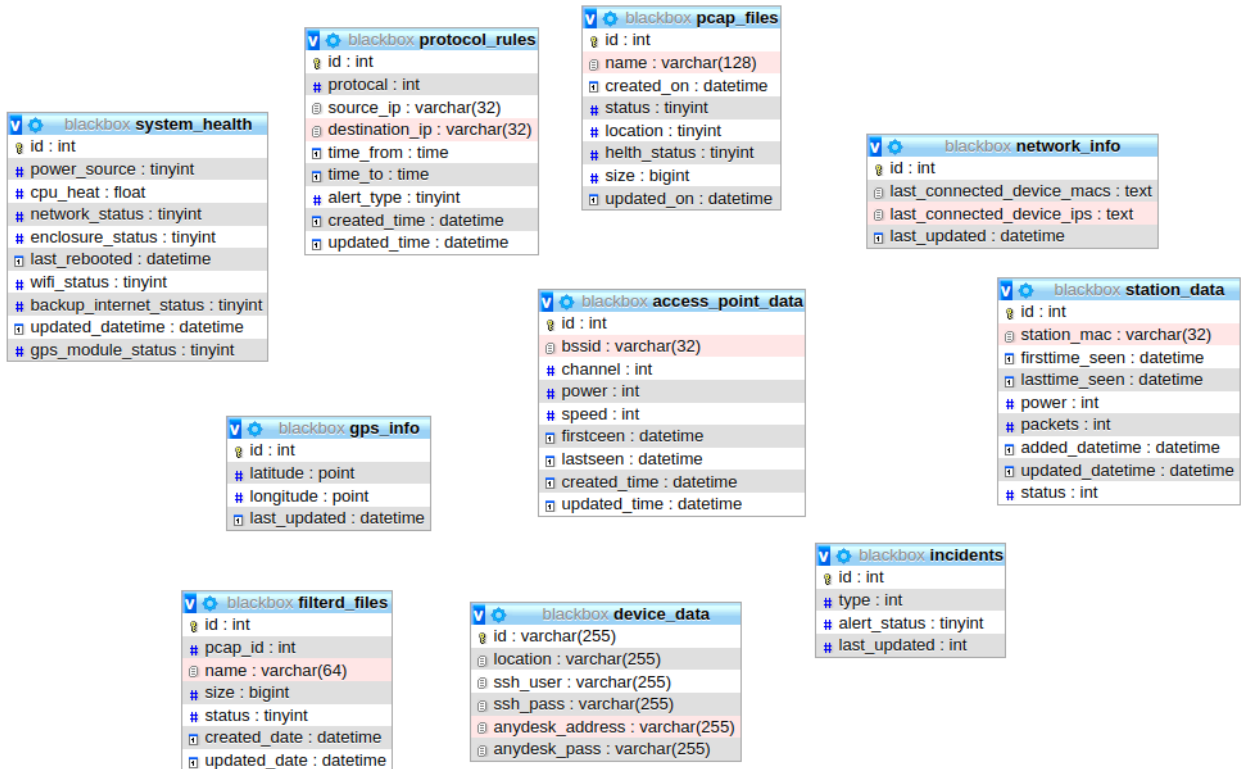 blackbox pcap_files
id : int
name : varchar(128)
created_on : datetime
status : tinyint
location : tinyint
helth_status : tinyint
size : bigint
updated_on : datetime
blackbox protocol_rules
id : int
protocal : int
source_ip : varchar(32)
destination_ip : varchar(32)
time_from : time
time_to : time
alert_type : tinyint
created_time : datetime
updated_time : datetime
blackbox system_health
id : int
power_source : tinyint
cpu_heat : float
network_status : tinyint
enclosure_status : tinyint
last_rebooted : datetime
wifi_status : tinyint
backup_internet_status : tinyint
updated_datetime : datetime
gps_module_status : tinyint
blackbox network_info
id : int
last_connected_device_macs : text
last_connected_device_ips : text
last_updated : datetime
blackbox access_point_data
id : int
bssid : varchar(32)
channel : int
power : int
speed : int
firstceen : datetime
lastseen : datetime
created_time : datetime
updated_time : datetime
blackbox station_data
id : int
station_mac : varchar(32)
firsttime_seen : datetime
lasttime_seen : datetime
power : int
packets : int
added_datetime : datetime
updated_datetime : datetime
status : int
blackbox gps_info
id : int
latitude : point
longitude : point
last_updated : datetime
blackbox incidents
id : int
type : int
alert_status : tinyint
last_updated : int
blackbox filterd_files
id : int
pcap_id : int
name : varchar(64)
size : bigint
status : tinyint
created_date : datetime
updated_date : datetime
blackbox device_data
id : varchar(255)
location : varchar(255)
ssh_user : varchar(255)
ssh_pass : varchar(255)
anydesk_address : varchar(255)
anydesk_pass : varchar(255)